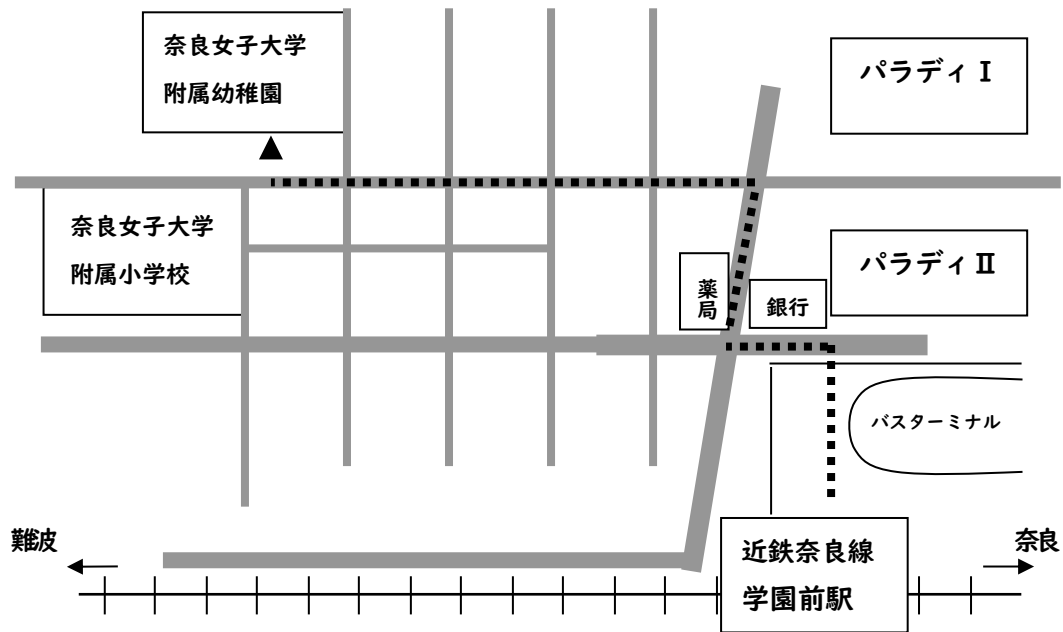 奈良女子大学
附属幼稚園
パラディⅠ
奈良女子大学
附属小学校
薬局
銀行
パラディⅡ
バスターミナル
難波
近鉄奈良線
学園前駅
奈良